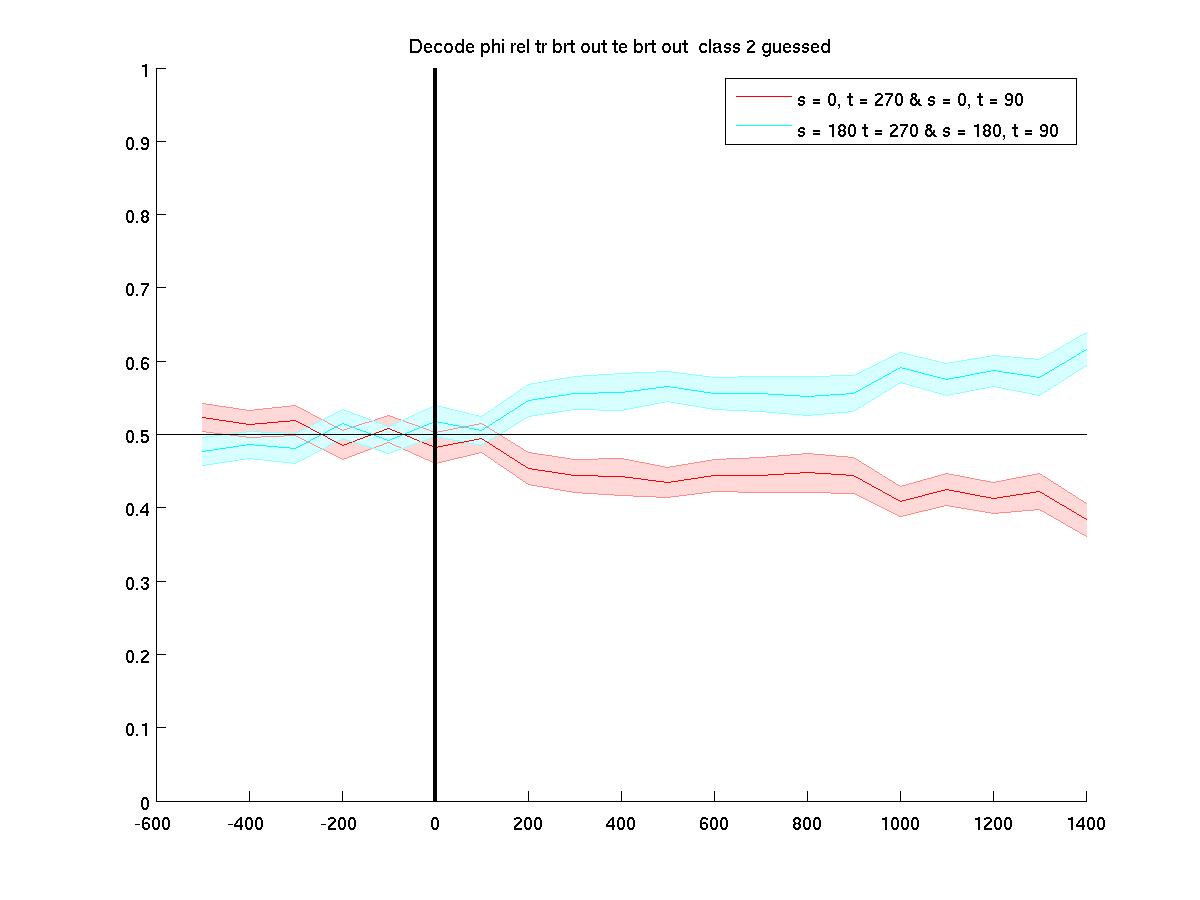 Decode phi rel tr brt out te brt out  class 2 guessed
s = 0, t = 270 & s = 0, t = 90
s = 180 t = 270 & s = 180, t = 90
1
0.9
0.8
0.7
0.6
0.5
0.4
0.3
0.2
0.1
0
-600 -400 -200 0 200 400 600 800 1000 1200 1400